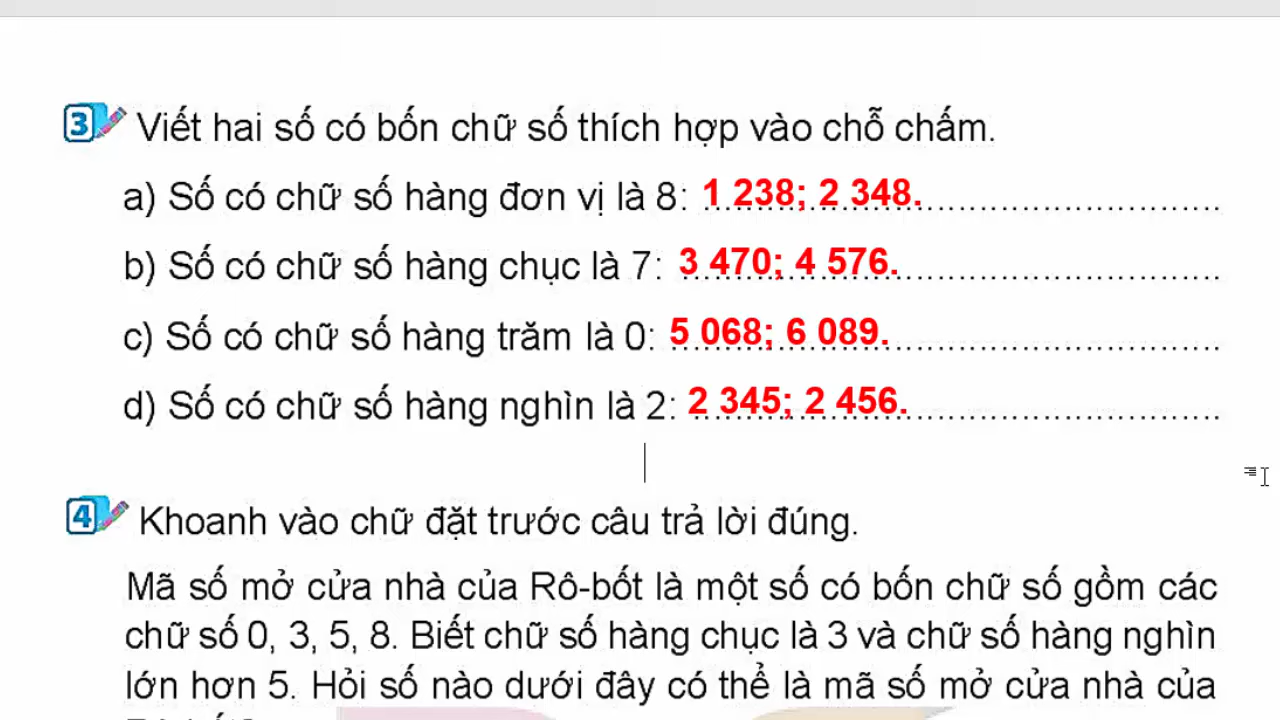 3 Viết hai số có bốn chữ số thích hợp vào chỗ chấm.
a) Số có chữ số hàng đơn vị là 8: 1 238; 2 348.
b) Số có chữ số hàng chục là 7: 3 470; 4 576.
c) Số có chữ số hàng trăm là 0: 5 068; 6 089.
d) Số có chữ số hàng nghìn là 2: 2 345; 2 456.
4 Khoanh vào chữ đặt trước câu trả lời đúng.
Mã số mở cửa nhà của Rô-bốt là một số có bốn chữ số gồm các
chữ số 0, 3, 5, 8. Biết chữ số hàng chục là 3 và chữ số hàng nghìn
lớn hơn 5. Hỏi số nào dưới đây có thể là mã số mở cửa nhà của